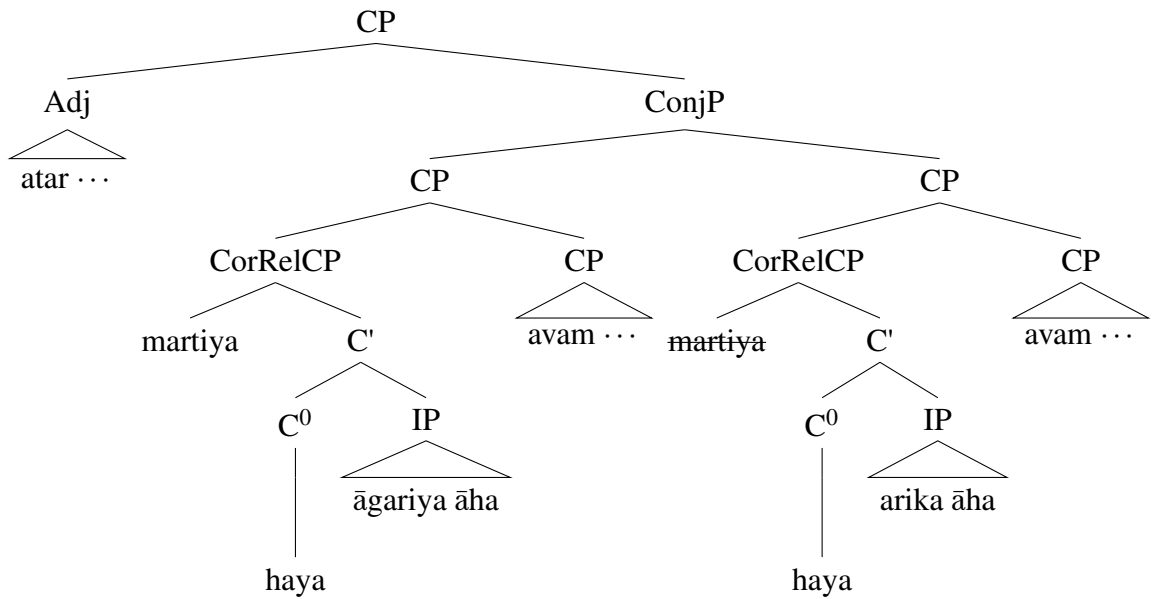 CP
Adj ConjP
atar ···
CP CP
CorRelCP CP CorRelCP CP
martiya C' avam ··· ~~martiya~~ C' avam ···
C⁰ IP C⁰ IP
āgariya āha arika āha
haya haya